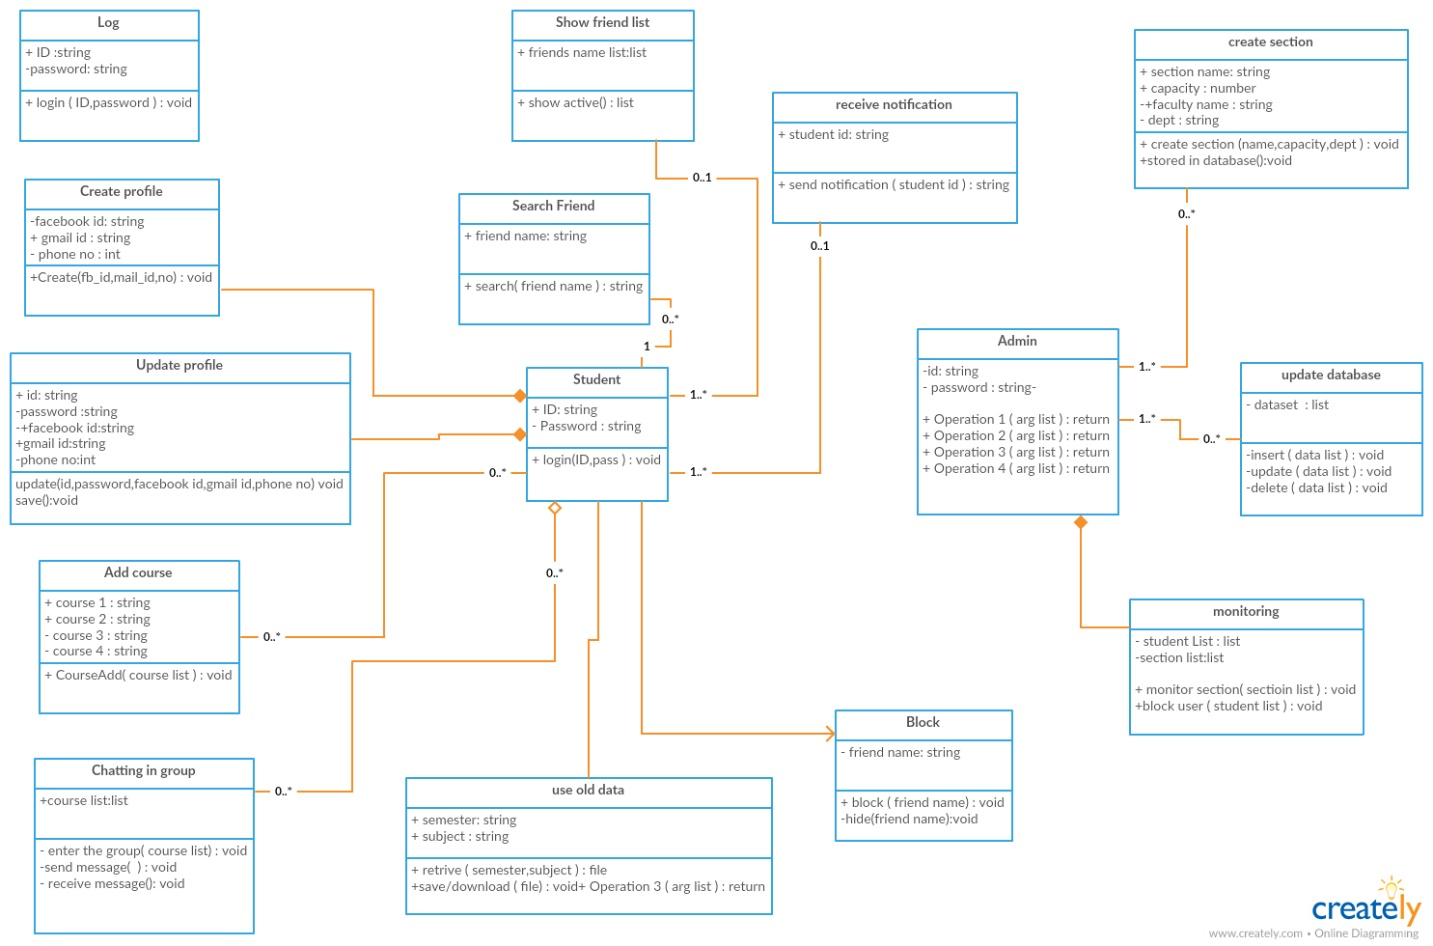 Log
+ ID :string
-password: string
+ login ( ID,password ) : void
Show friend list
+ friends name list:list
+ show active() : list
receive notification
+ student id: string
+ send notification ( student id ) : string
create section
+ section name: string
+ capacity : number
-+faculty name : string
- dept : string
+ create section (name,capacity,dept ) : void
+stored in database():void
Create profile
-facebook id: string
+ gmail id : string
- phone no : int
+Create(fb_id,mail_id,no) : void
Search Friend
+ friend name: string
+ search( friend name ) : string
0..1
0..1
0..*
0..*
1
Update profile
+ id: string
-password :string
-+facebook id:string
+gmail id:string
-phone no:int
update(id,password,facebook id,gmail id,phone no) void
save():void
Student
+ ID: string
- Password : string
+ login(ID,pass ) : void
1..*
1..*
0..*
Admin
-id: string
- password : string-
+ Operation 1 ( arg list ) : return
+ Operation 2 ( arg list ) : return
+ Operation 3 ( arg list ) : return
+ Operation 4 ( arg list ) : return
1..*
1..*
0..*
update database
- dataset  : list
-insert ( data list ) : void
-update ( data list ) : void
-delete ( data list ) : void
Add course
+ course 1 : string
+ course 2 : string
- course 3 : string
- course 4 : string
+ CourseAdd( course list ) : void
0..*
0..*
monitoring
- student List : list
-section list:list
+ monitor section( sectioin list ) : void
+block user ( student list ) : void
Chatting in group
+course list:list
- enter the group( course list) : void
-send message(  ) : void
- receive message(): void
0..*
use old data
+ semester: string
+ subject : string
+ retrive ( semester,subject ) : file
+save/download ( file) : void+ Operation 3 ( arg list ) : return
Block
- friend name: string
+ block ( friend name) : void
-hide(friend name):void
creately
www.creately.com • Online Diagramming